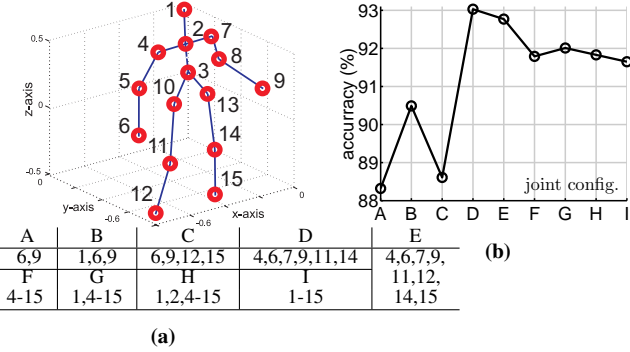 1
2
7
4
8
3
5
9
10
13
6
11
14
12
15
0.5
0
-0.5
0
-0.6
-0.6
0
z-axis
y-axis
x-axis
93
92
91
90
89
88
accurracy (%)
joint config.
A B C D E F G H I
(b)
A B C D E
6,9 1,6,9 6,9,12,15 4,6,7,9,11,14 4,6,7,9,
F G H I 11,12,
4-15 1,4-15 1,2,4-15 1-15 14,15
(a)